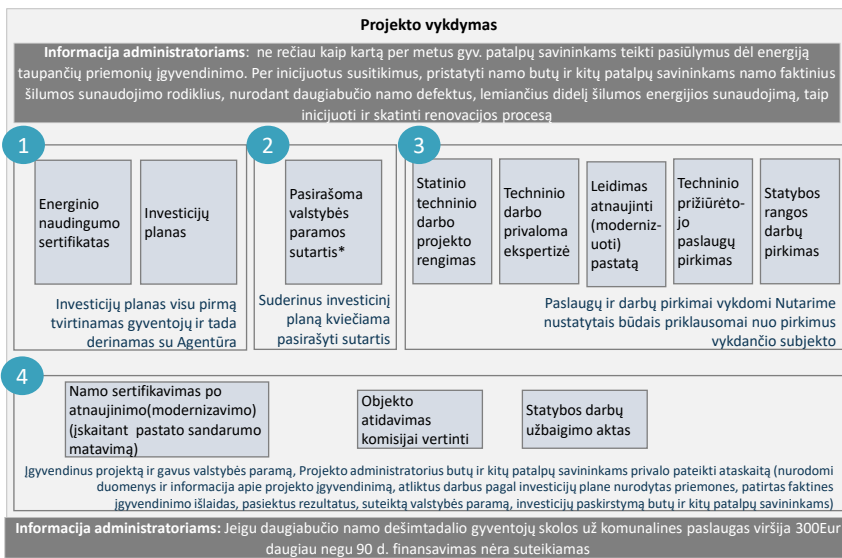 Projekto vykdymas
Informacija administratoriams: ne rečiau kaip kartą per metus gyv. patalpų savininkams teikti pasiūlymus dėl energiją
taupančių priemonių įgyvendinimo. Per inicijuotus susitikimus, pristatyti namo butų ir kitų patalpų savininkams namo faktinius
šilumos sunaudojimo rodiklius, nurodant daugiabučio namo defektus, lemiančius didelį šilumos energijos sunaudojimą, taip
inicijuoti ir skatinti renovacijos procesą
1
Energinio
naudingumo
sertifikatas
Investicijų
planas
Investicijų planas visu pirmą
tvirtinamas gyventojų ir tada
derinamas su Agentūra
2
Pasirašoma
valstybės
paramos
sutartis*
Suderinus investicinį
planą kviečiama
pasirašyti sutartis
3
Statinio
techninio
darbo
projekto
rengimas
Techninio
darbo
privaloma
ekspertizė
Leidimas
atnaujinti
(moderniz-
uoti)
pastatą
Techninio
prižiūrėto-
jo
paslaugų
pirkimas
Statybos
rangos
darbų
pirkimas
Paslaugų ir darbų pirkimai vykdomi Nutarime
nustatytais būdais priklausomai nuo pirkimus
vykdančio subjekto
4
Namo sertifikavimas po
atnaujinimo(modernizavimo)
(įskaitant pastato sandarumo
matavimą)
Objekto
atidavimas
komisijai vertinti
Statybos darbų
užbaigimo aktas
Įgyvendinus projektą ir gavus valstybės paramą, Projekto administratorius butų ir kitų patalpų savininkams privalo pateikti ataskaitą (nurodomi
duomenys ir informacija apie projekto įgyvendinimą, atliktus darbus pagal investicijų plane nurodytas priemones, patirtas faktines
įgyvendinimo išlaidas, pasiektus rezultatus, suteiktą valstybės paramą, investicijų paskirstymą butų ir kitų patalpų savininkams)
Informacija administratoriams: Jeigu daugiabučio namo dešimtadalio gyventojų skolos už komunalines paslaugas viršija 300Eur
daugiau negu 90 d. finansavimas nėra suteikiamas